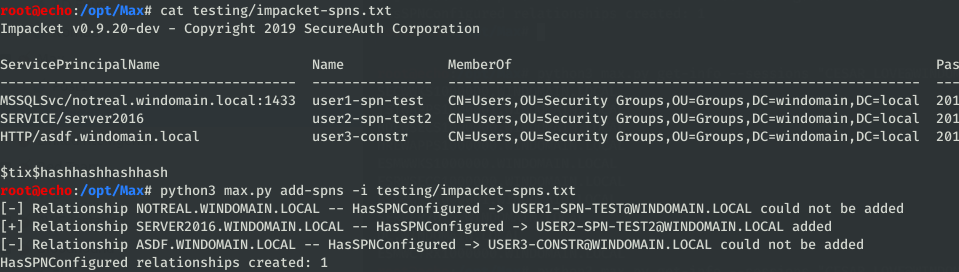 root@echo:/opt/Max# cat testing/impacket-spns.txt
Impacket v0.9.20-dev - Copyright 2019 SecureAuth Corporation
ServicePrincipalName Name MemberOf Pas
------------------------------------ --------------- --------------------------------------------------------- ---
MSSQLSvc/notreal.windomain.local:1433 user1-spn-test CN=Users,OU=Security Groups,OU=Groups,DC=windomain,DC=local 201
SERVICE/server2016 user2-spn-test2 CN=Users,OU=Security Groups,OU=Groups,DC=windomain,DC=local 201
HTTP/asdf.windomain.local user3-constr CN=Users,OU=Security Groups,OU=Groups,DC=windomain,DC=local 201
$tix$hashhashhashhash
root@echo:/opt/Max# python3 max.py add-spns -i testing/impacket-spns.txt
[-] Relationship NOTREAL.WINDOMAIN.LOCAL -- HasSPNConfigured -> USER1-SPN-TEST@WINDOMAIN.LOCAL could not be added
[+] Relationship SERVER2016.WINDOMAIN.LOCAL -- HasSPNConfigured -> USER2-SPN-TEST2@WINDOMAIN.LOCAL added
[-] Relationship ASDF.WINDOMAIN.LOCAL -- HasSPNConfigured -> USER3-CONSTR@WINDOMAIN.LOCAL could not be added
HasSPNConfigured relationships created: 1